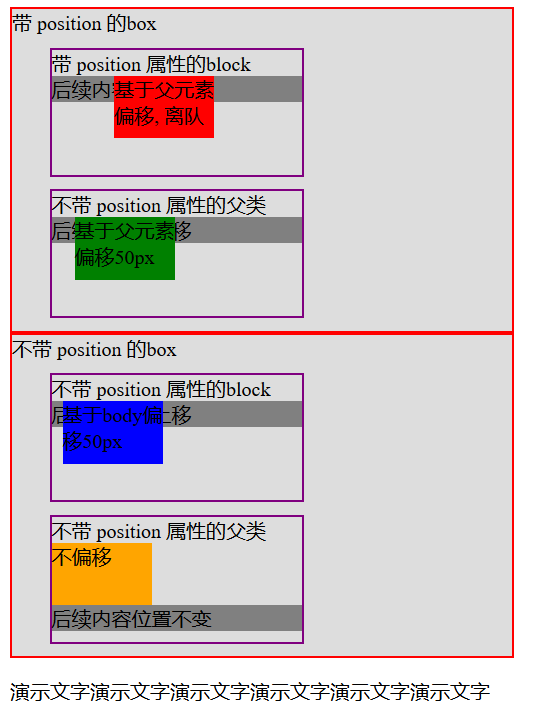 带 position 的box
带 position 属性的block
后续内
基于父元素
偏移, 离队
不带 position 属性的父类
后
基于父元素
移
偏移50px
不带 position 的box
不带 position 属性的block
后
基于body偏
上移
移50px
不带 position 属性的父类
不偏移
后续内容位置不变
演示文字演示文字演示文字演示文字演示文字演示文字